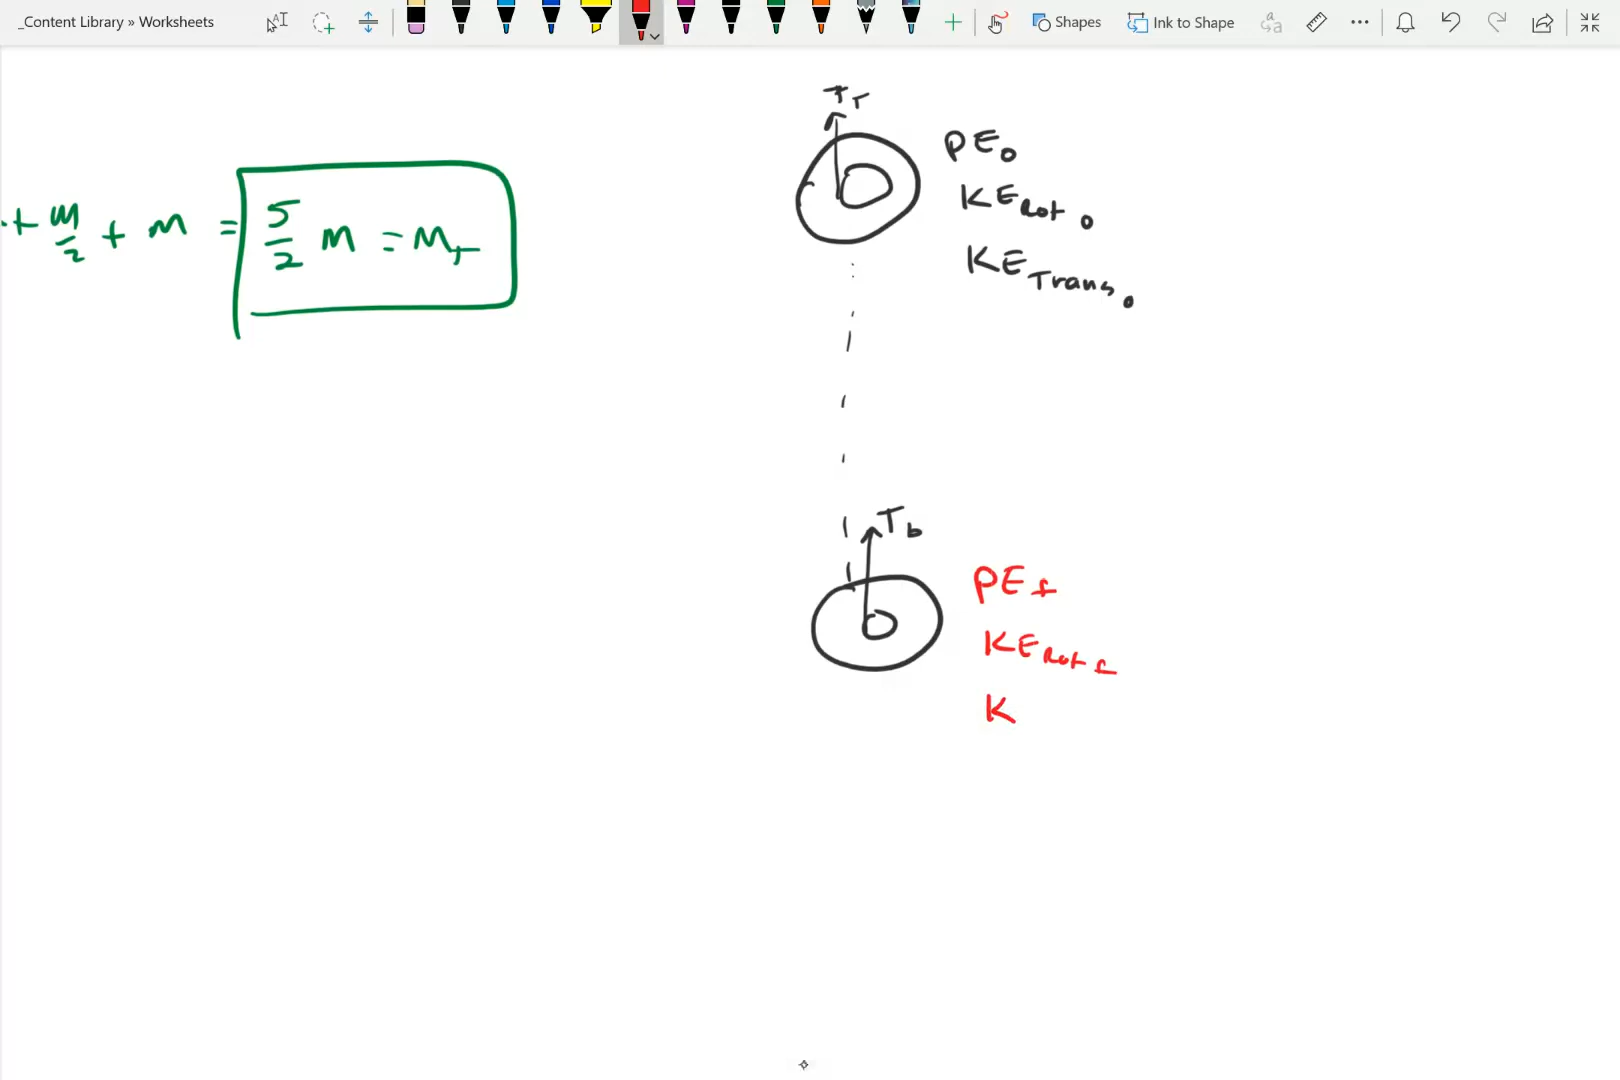 _Content Library » Worksheets
Shapes
Ink to Shape
+ m/2 + m = 5/2 m = M_T
T_T
PE_0
KE_Rot 0
KE_Trans 0
T_b
PE_f
KE_Rot f
K